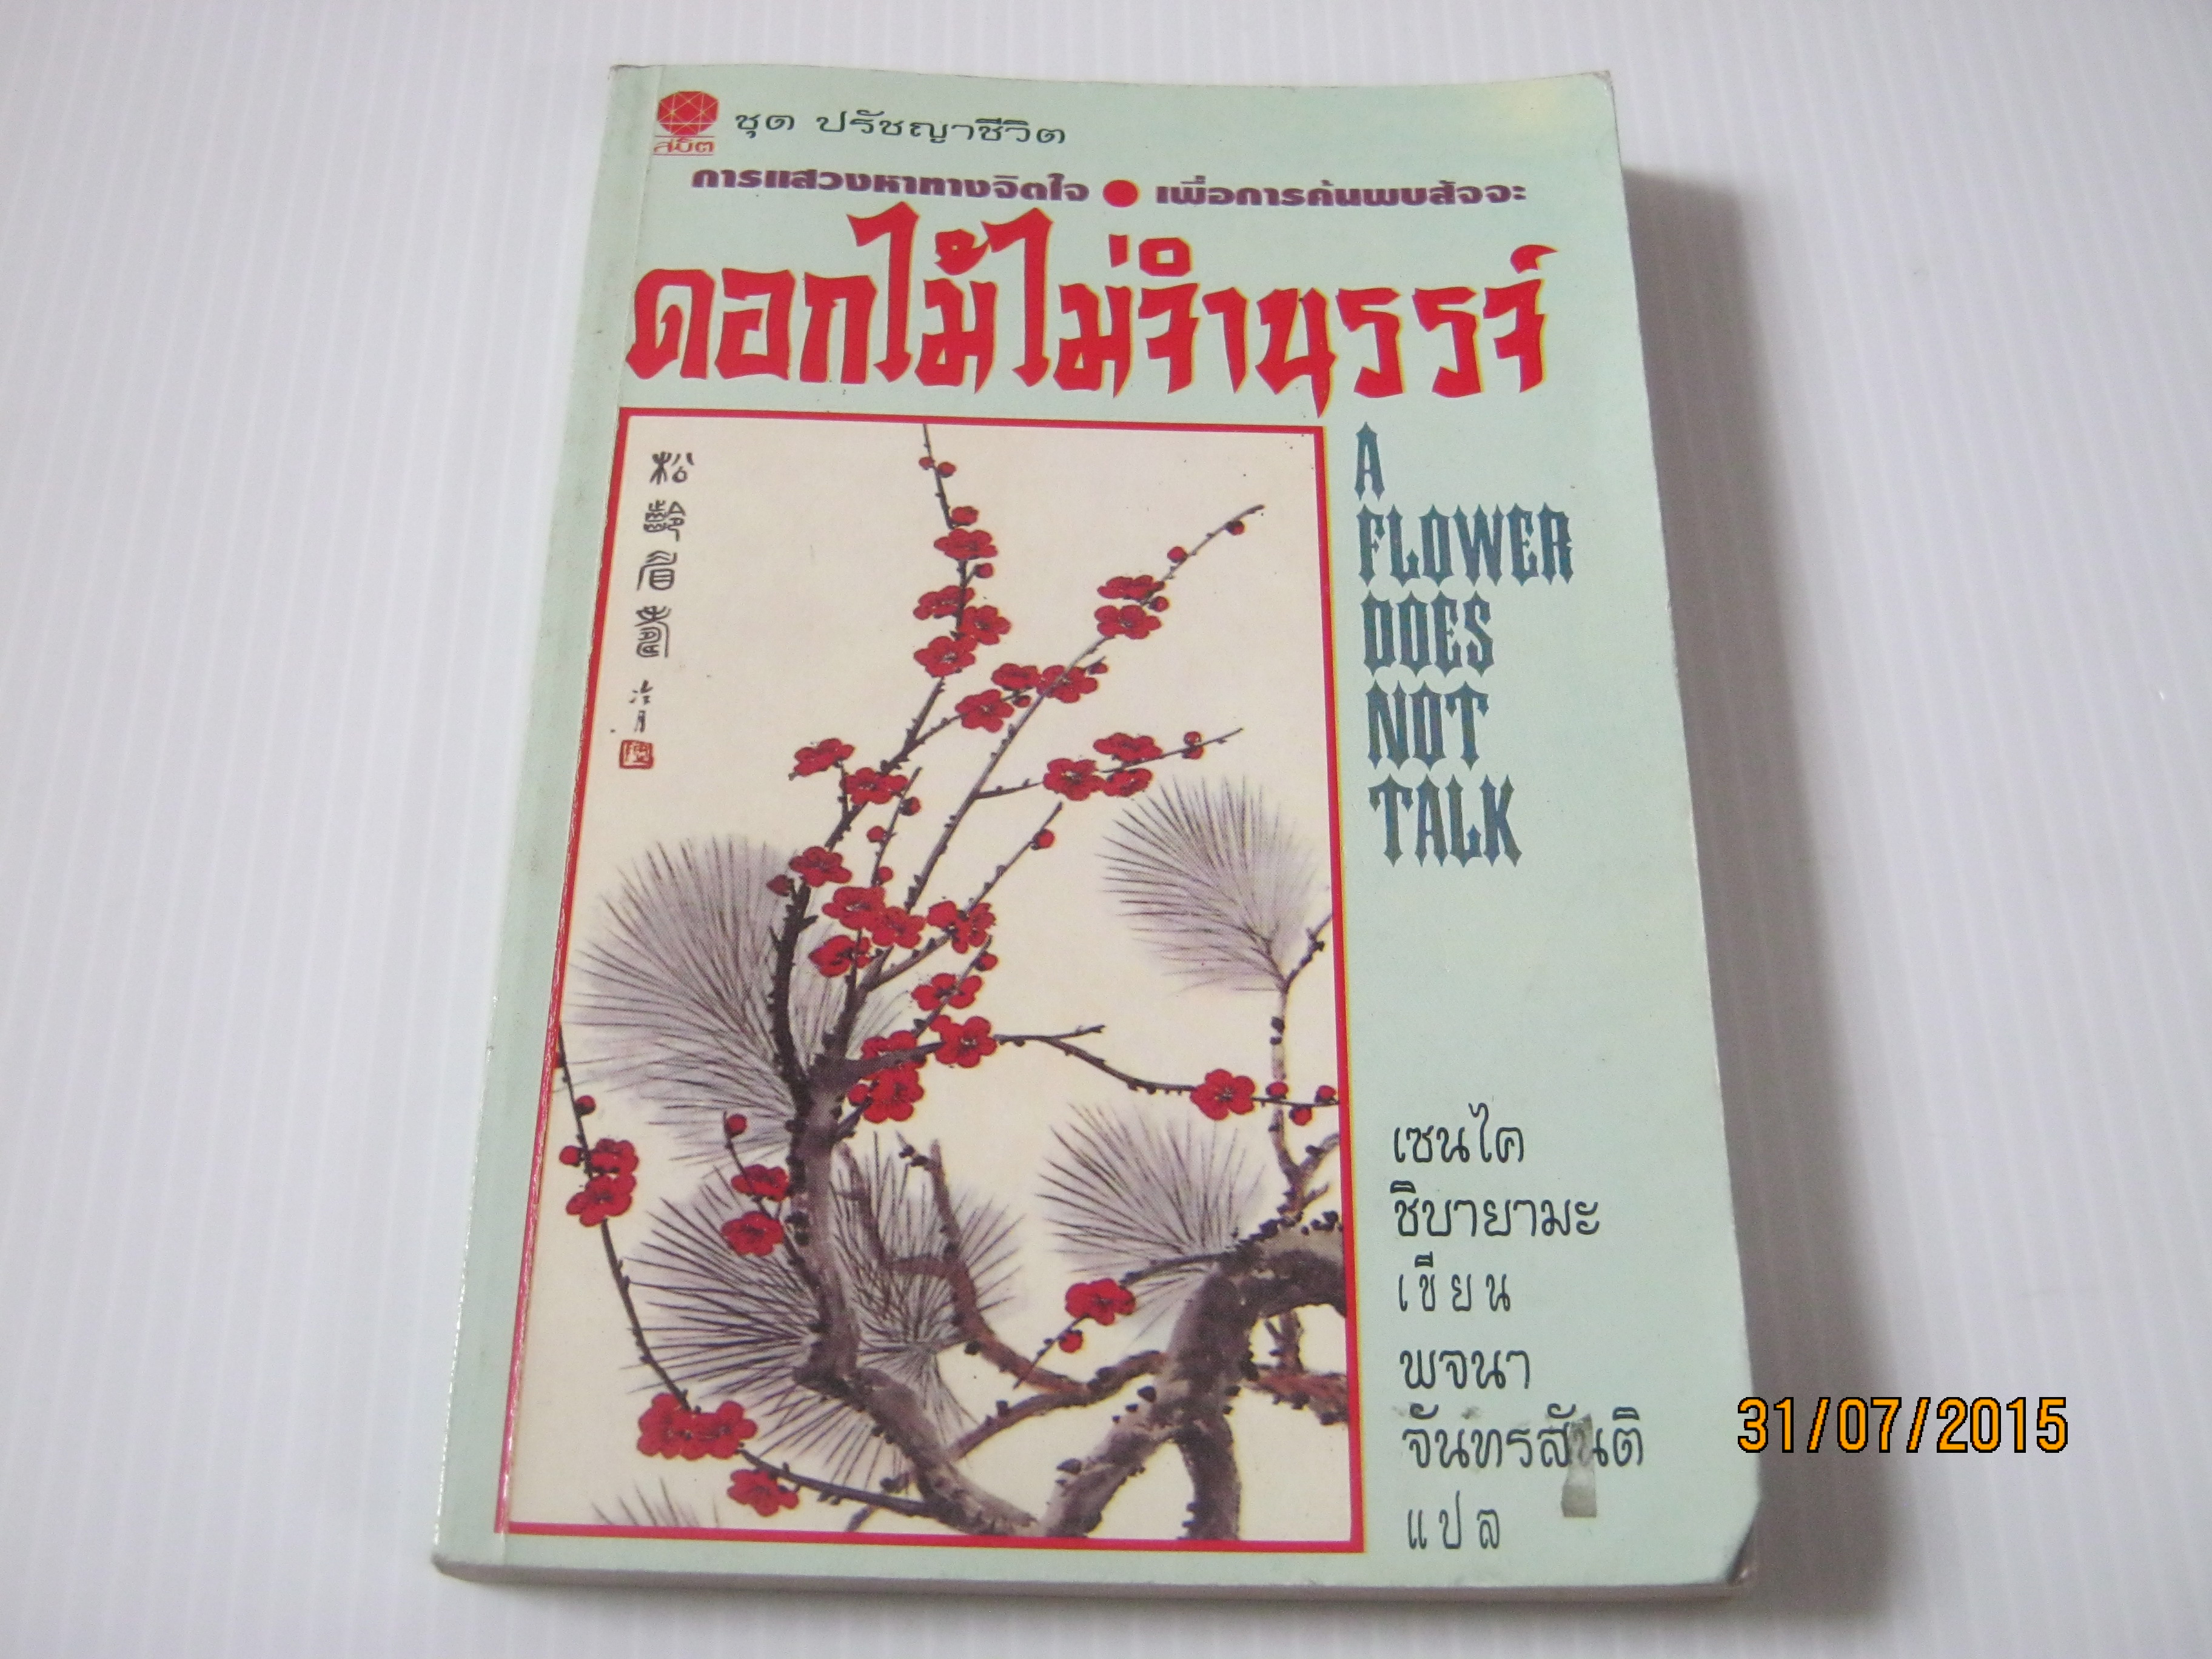 สมิต
ชุด ปรัชญาชีวิต
การแสวงหาทางจิตใจ ● เพื่อการค้นพบสัจจะ
ดอกไม้ไม่จำนรรจ์
A
FLOWER
DOES
NOT
TALK
松
齡
眉
壽
เซนไค
ชิบายามะ
เขียน
พจนา
จันทรสันติ
แปล
31/07/2015